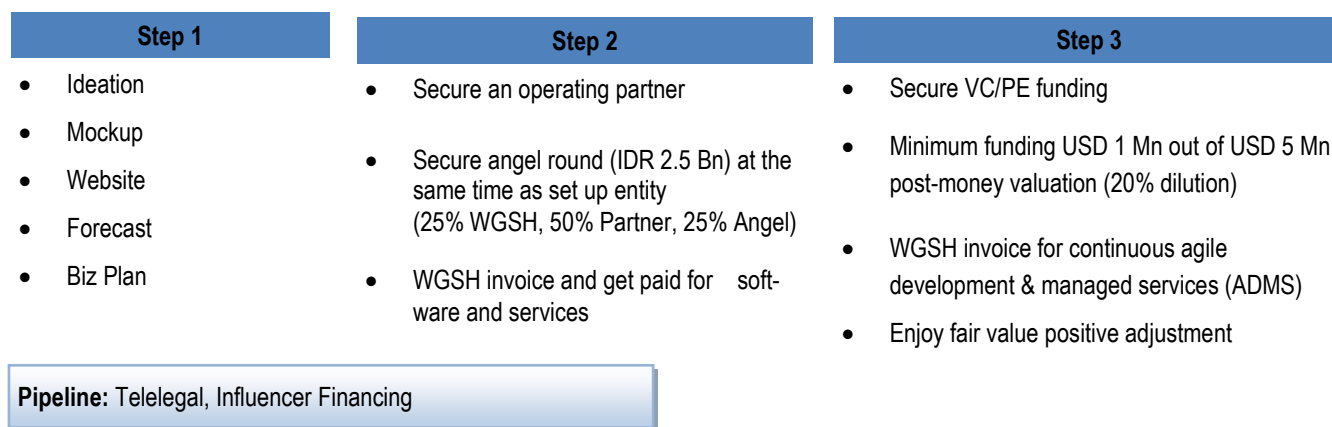 Step 1
• Ideation
• Mockup
• Website
• Forecast
• Biz Plan
Step 2
• Secure an operating partner
• Secure angel round (IDR 2.5 Bn) at the
same time as set up entity
(25% WGSH, 50% Partner, 25% Angel)
• WGSH invoice and get paid for soft-
ware and services
Step 3
• Secure VC/PE funding
• Minimum funding USD 1 Mn out of USD 5 Mn
post-money valuation (20% dilution)
• WGSH invoice for continuous agile
development & managed services (ADMS)
• Enjoy fair value positive adjustment
Pipeline: Telelegal, Influencer Financing